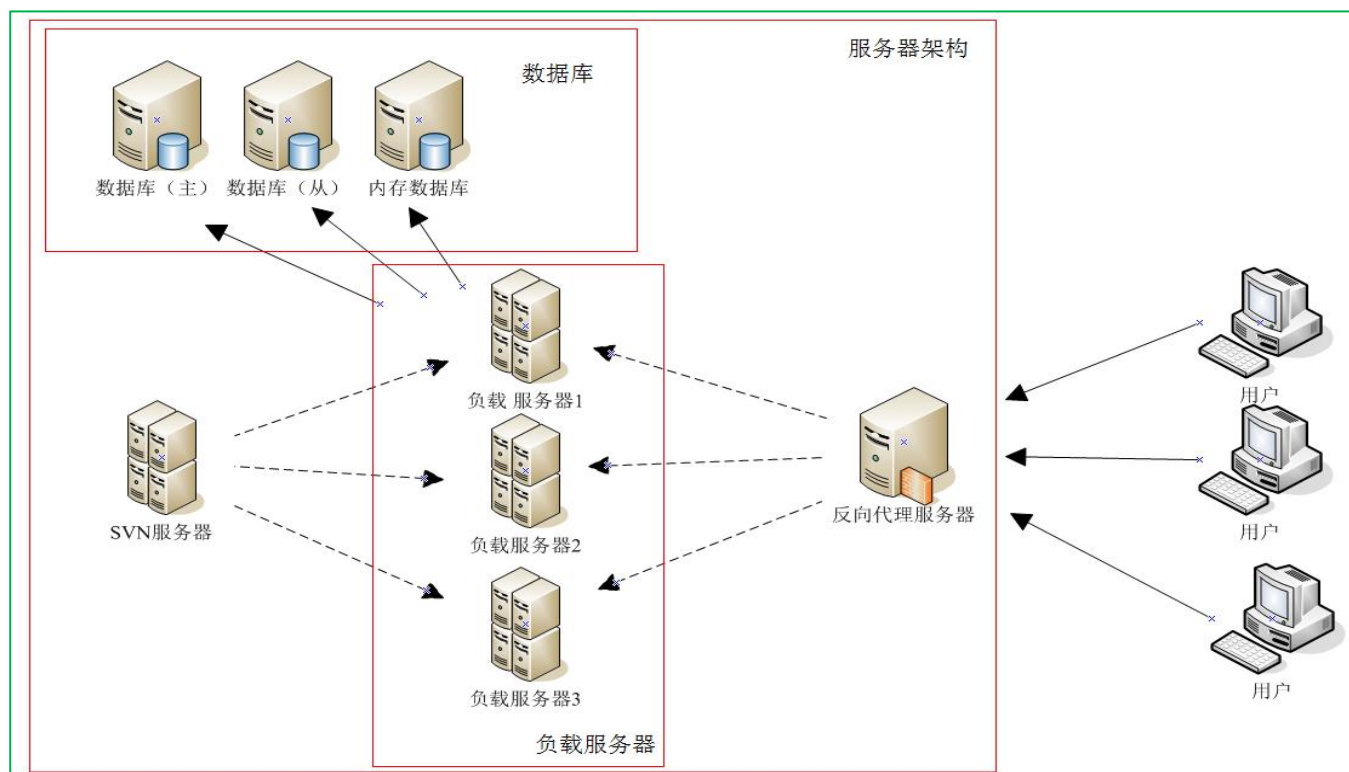 服务器架构
数据库
数据库（主）
数据库（从）
内存数据库
负载 服务器1
用户
SVN服务器
反向代理服务器
负载服务器2
用户
负载服务器3
用户
负载服务器